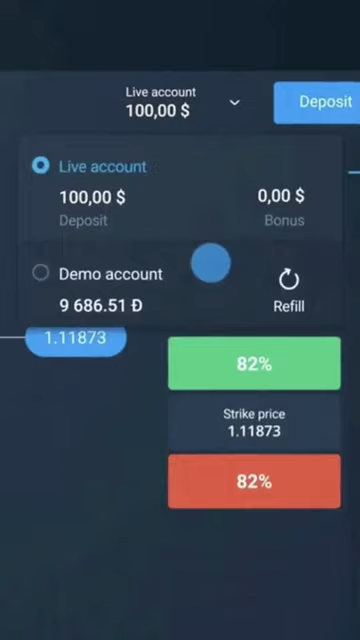 Live account
100,00 $
Deposit
Live account
100,00 $
0,00 $
Deposit
Bonus
Demo account
9 686.51 Đ
Refill
1.11873
82%
Strike price
1.11873
82%